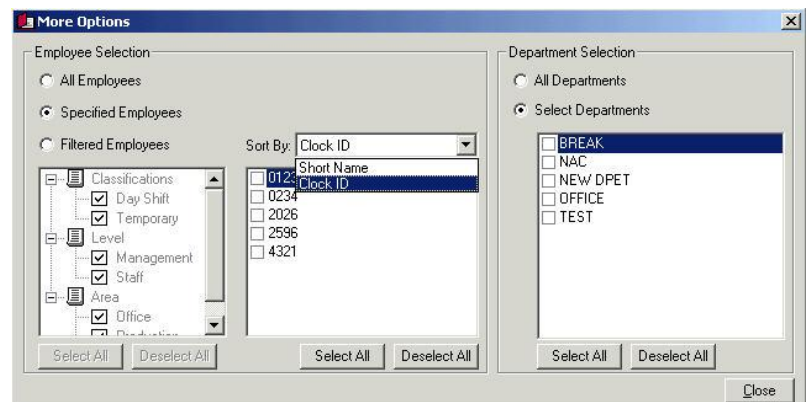 More Options
Employee Selection
All Employees
Specified Employees
Filtered Employees
Sort By: Clock ID
Short Name
Clock ID
Classifications
Day Shift
Temporary
Level
Management
Staff
Area
Office
0123
0234
2026
2596
4321
Select All
Deselect All
Select All
Deselect All
Department Selection
All Departments
Select Departments
BREAK
NAC
NEW DPET
OFFICE
TEST
Select All
Deselect All
Close